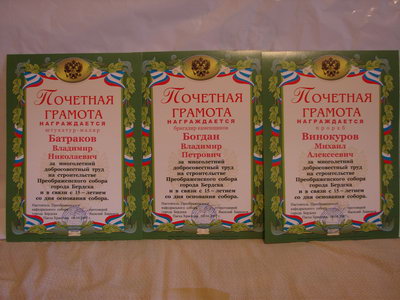 ПОЧЕТНАЯ
ГРАМОТА
НАГРАЖДАЕТСЯ
штукатур-маляр
Батраков
Владимир
Николаевич
за многолетний
добросовестный труд
на строительстве
Преображенского собора
города Бердска
и в связи с 15-летием
со дня основания собора.
ПОЧЕТНАЯ
ГРАМОТА
НАГРАЖДАЕТСЯ
бригадир каменщиков
Богдан
Владимир
Петрович
за многолетний
добросовестный труд
на строительстве
Преображенского собора
города Бердска
и в связи с 15-летием
со дня основания собора.
ПОЧЕТНАЯ
ГРАМОТА
НАГРАЖДАЕТСЯ
прораб
Винокуров
Михаил
Алексеевич
за многолетний
добросовестный труд
на строительстве
Преображенского собора
города Бердска
и в связи с 15-летием
со дня основания собора.